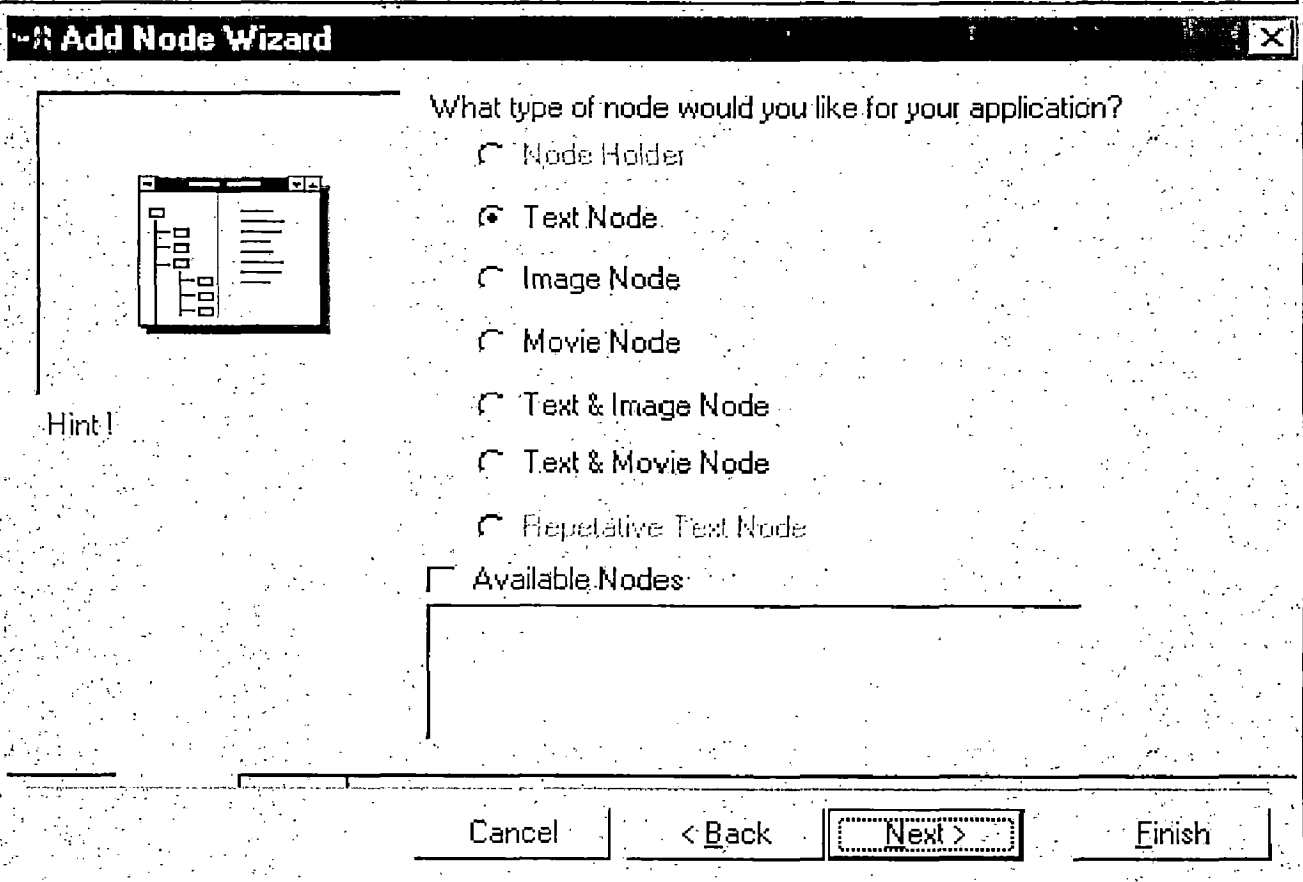 Add Node Wizard
What type of node would you like for your application?
Node Holder
Text Node
Image Node
Movie Node
Text & Image Node
Hint!
Text & Movie Node
Repetative Text Node
Available Nodes
Cancel
< Back
Next >
Finish